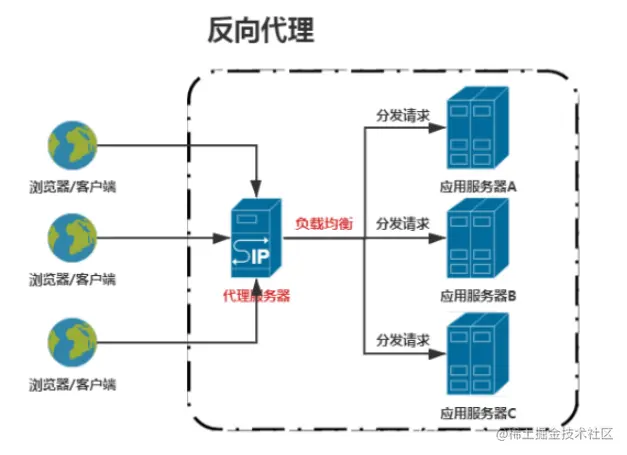 反向代理
浏览器/客户端
浏览器/客户端
浏览器/客户端
SIP
代理服务器
负载均衡
分发请求
应用服务器A
分发请求
应用服务器B
分发请求
应用服务器C
@稀土掘金技术社区